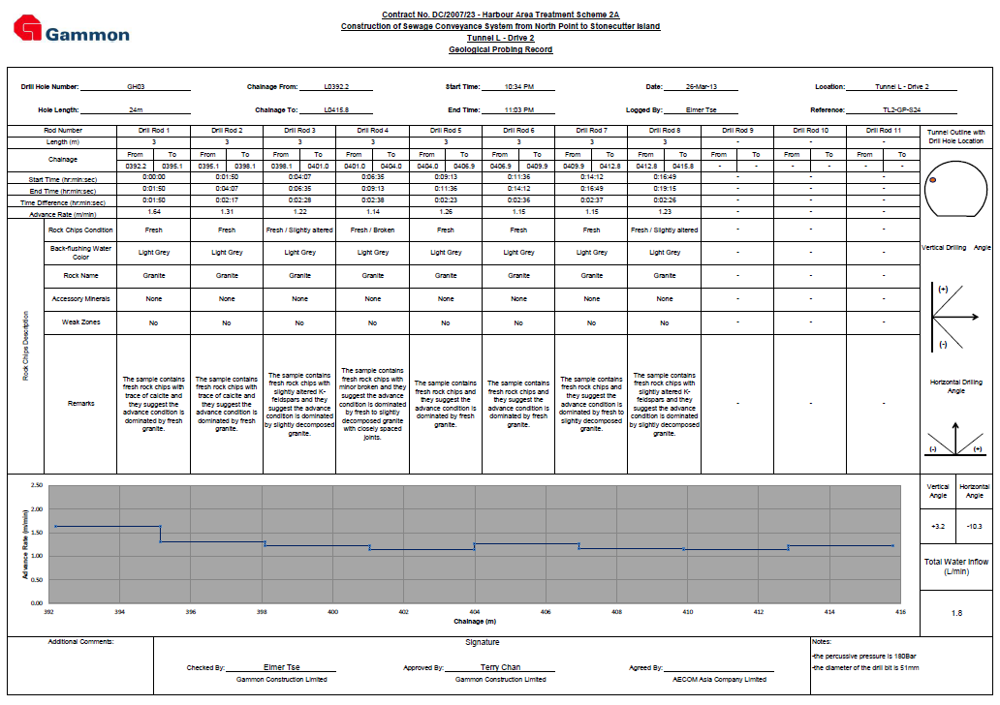 Gammon
Contract No. DC/2007/23 - Harbour Area Treatment Scheme 2A
Construction of Sewage Conveyance System from North Point to Stonecutter Island
Tunnel L - Drive 2
Geological Probing Record
Drill Hole Number: GH03 Chainage From: L0392.2 Start Time: 10:34 PM Date: 26-Mar-13 Location: Tunnel L - Drive 2
Hole Length: 24m Chainage To: L0415.8 End Time: 11:03 PM Logged By: Elmer Tse Reference: TL2-GP-S24
Rod Number Drill Rod 1 Drill Rod 2 Drill Rod 3 Drill Rod 4 Drill Rod 5 Drill Rod 6 Drill Rod 7 Drill Rod 8 Drill Rod 9 Drill Rod 10 Drill Rod 11
Length (m) 3 3 3 3 3 3 3 3 - - -
Chainage From To From To From To From To From To From To From To From To From To From To From To
0392.2 0395.1 0395.1 0398.1 0398.1 0401.0 0401.0 0404.0 0404.0 0406.9 0406.9 0409.9 0409.9 0412.8 0412.8 0415.8 - - - - - -
Start Time (hr:min:sec) 0:00:00 0:01:50 0:04:07 0:06:35 0:09:13 0:11:36 0:14:12 0:16:49 - - -
End Time (hr:min:sec) 0:01:50 0:04:07 0:06:35 0:09:13 0:11:36 0:14:12 0:16:49 0:19:15 - - -
Time Difference (hr:min:sec) 0:01:50 0:02:17 0:02:28 0:02:38 0:02:23 0:02:36 0:02:37 0:02:26 - - -
Advance Rate (m/min) 1.64 1.31 1.22 1.14 1.26 1.15 1.15 1.23 - - -
Rock Chips Description
Rock Chips Condition Fresh Fresh Fresh / Slightly altered Fresh / Broken Fresh Fresh Fresh Fresh / Slightly altered - - -
Back-flushing Water Color Light Grey Light Grey Light Grey Light Grey Light Grey Light Grey Light Grey Light Grey - - -
Rock Name Granite Granite Granite Granite Granite Granite Granite Granite - - -
Accessory Minerals None None None None None None None None - - -
Weak Zones No No No No No No No No - - -
Remarks
The sample contains
fresh rock chips with
trace of calcite and
they suggest the
advance condition is
dominated by fresh
granite.
The sample contains
fresh rock chips with
trace of calcite and
they suggest the
advance condition is
dominated by fresh
granite.
The sample contains
fresh rock chips with
slightly altered K-
feldspars and they
suggest the advance
condition is dominated
by slightly decomposed
granite.
The sample contains
fresh rock chips with
minor broken and they
suggest the advance
condition is dominated
by fresh to slightly
decomposed granite
with closely spaced
joints.
The sample contains
fresh rock chips and
they suggest the
advance condition is
dominated by fresh
granite.
The sample contains
fresh rock chips and
they suggest the
advance condition is
dominated by fresh
granite.
The sample contains
fresh rock chips and
they suggest the
advance condition is
dominated by fresh to
slightly decomposed
granite.
The sample contains
fresh rock chips with
slightly altered K-
feldspars and they
suggest the advance
condition is dominated
by slightly decomposed
granite.
- - -
Tunnel Outline with
Drill Hole Location
Vertical Drilling Angle
(+)
(-)
Horizontal Drilling
Angle
(-) (+)
Vertical Angle Horizontal Angle
+3.2 -10.3
Total Water Inflow
(L/min)
1.8
Advance Rate (m/min)
2.50
2.00
1.50
1.00
0.50
0.00
392 394 396 398 400 402 404 406 408 410 412 414 416
Chainage (m)
Additional Comments:
Signature
Checked By: Elmer Tse Approved By: Terry Chan Agreed By:
Gammon Construction Limited Gammon Construction Limited AECOM Asia Company Limited
Notes:
-the percussive pressure is 180Bar
-the diameter of the drill bit is 51mm